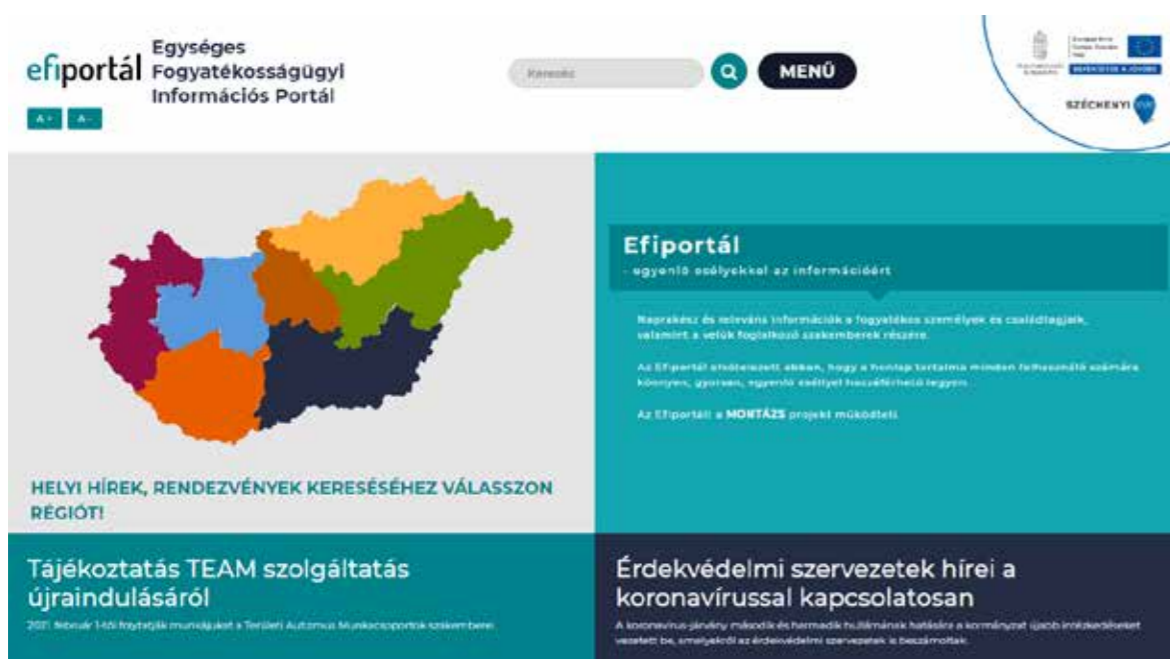 efiportál
Egységes
Fogyatékosságügyi
Információs Portál
A+ A-
Keresés
MENÜ
SZÉCHENYI
HELYI HÍREK, RENDEZVÉNYEK KERESÉSÉHEZ VÁLASSZON
RÉGIÓT!
Efiportál
- egyenlő esélyekkel az információért
Naprakész és releváns információk a fogyatékos személyek és családtagjaik,
valamint a velük foglalkozó szakemberek részére.
Az Efiportál elkötelezett abban, hogy a honlap tartalma minden felhasználó számára
könnyen, gyorsan, egyenlő eséllyel hozzáférhető legyen.
Az Efiportált a MONTÁZS projekt működteti.
Tájékoztatás TEAM szolgáltatás
újraindulásáról
2021. február 1-től folytatják munkájukat a Területi Autizmus Munkacsoportok szakemberei.
Érdekvédelmi szervezetek hírei a
koronavírussal kapcsolatosan
A koronavírus-járvány második és harmadik hullámának hatására a kormányzat újabb intézkedéseket
vezetett be, amelyekről az érdekvédelmi szervezetek is beszámoltak.